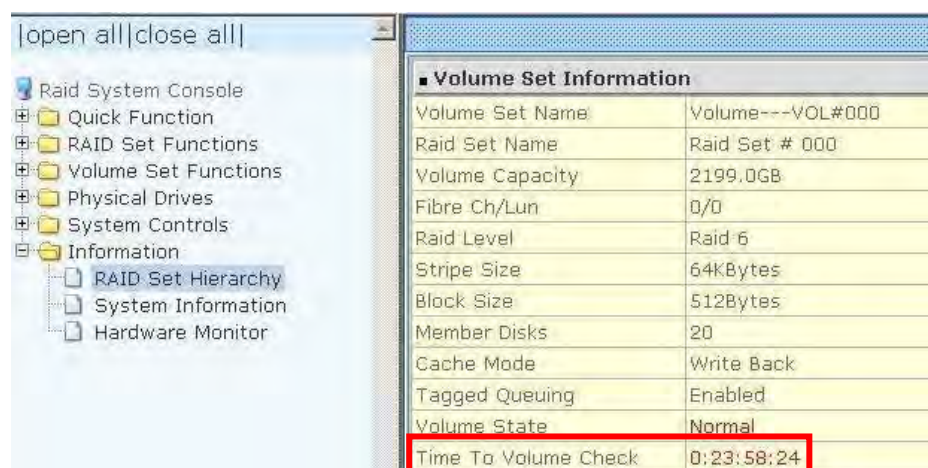 |open all|close all|
Raid System Console
Quick Function
RAID Set Functions
Volume Set Functions
Physical Drives
System Controls
Information
RAID Set Hierarchy
System Information
Hardware Monitor
Volume Set Information
Volume Set Name Volume---VOL#000
Raid Set Name Raid Set # 000
Volume Capacity 2199.0GB
Fibre Ch/Lun 0/0
Raid Level Raid 6
Stripe Size 64KBytes
Block Size 512Bytes
Member Disks 20
Cache Mode Write Back
Tagged Queuing Enabled
Volume State Normal
Time To Volume Check 0:23:58:24